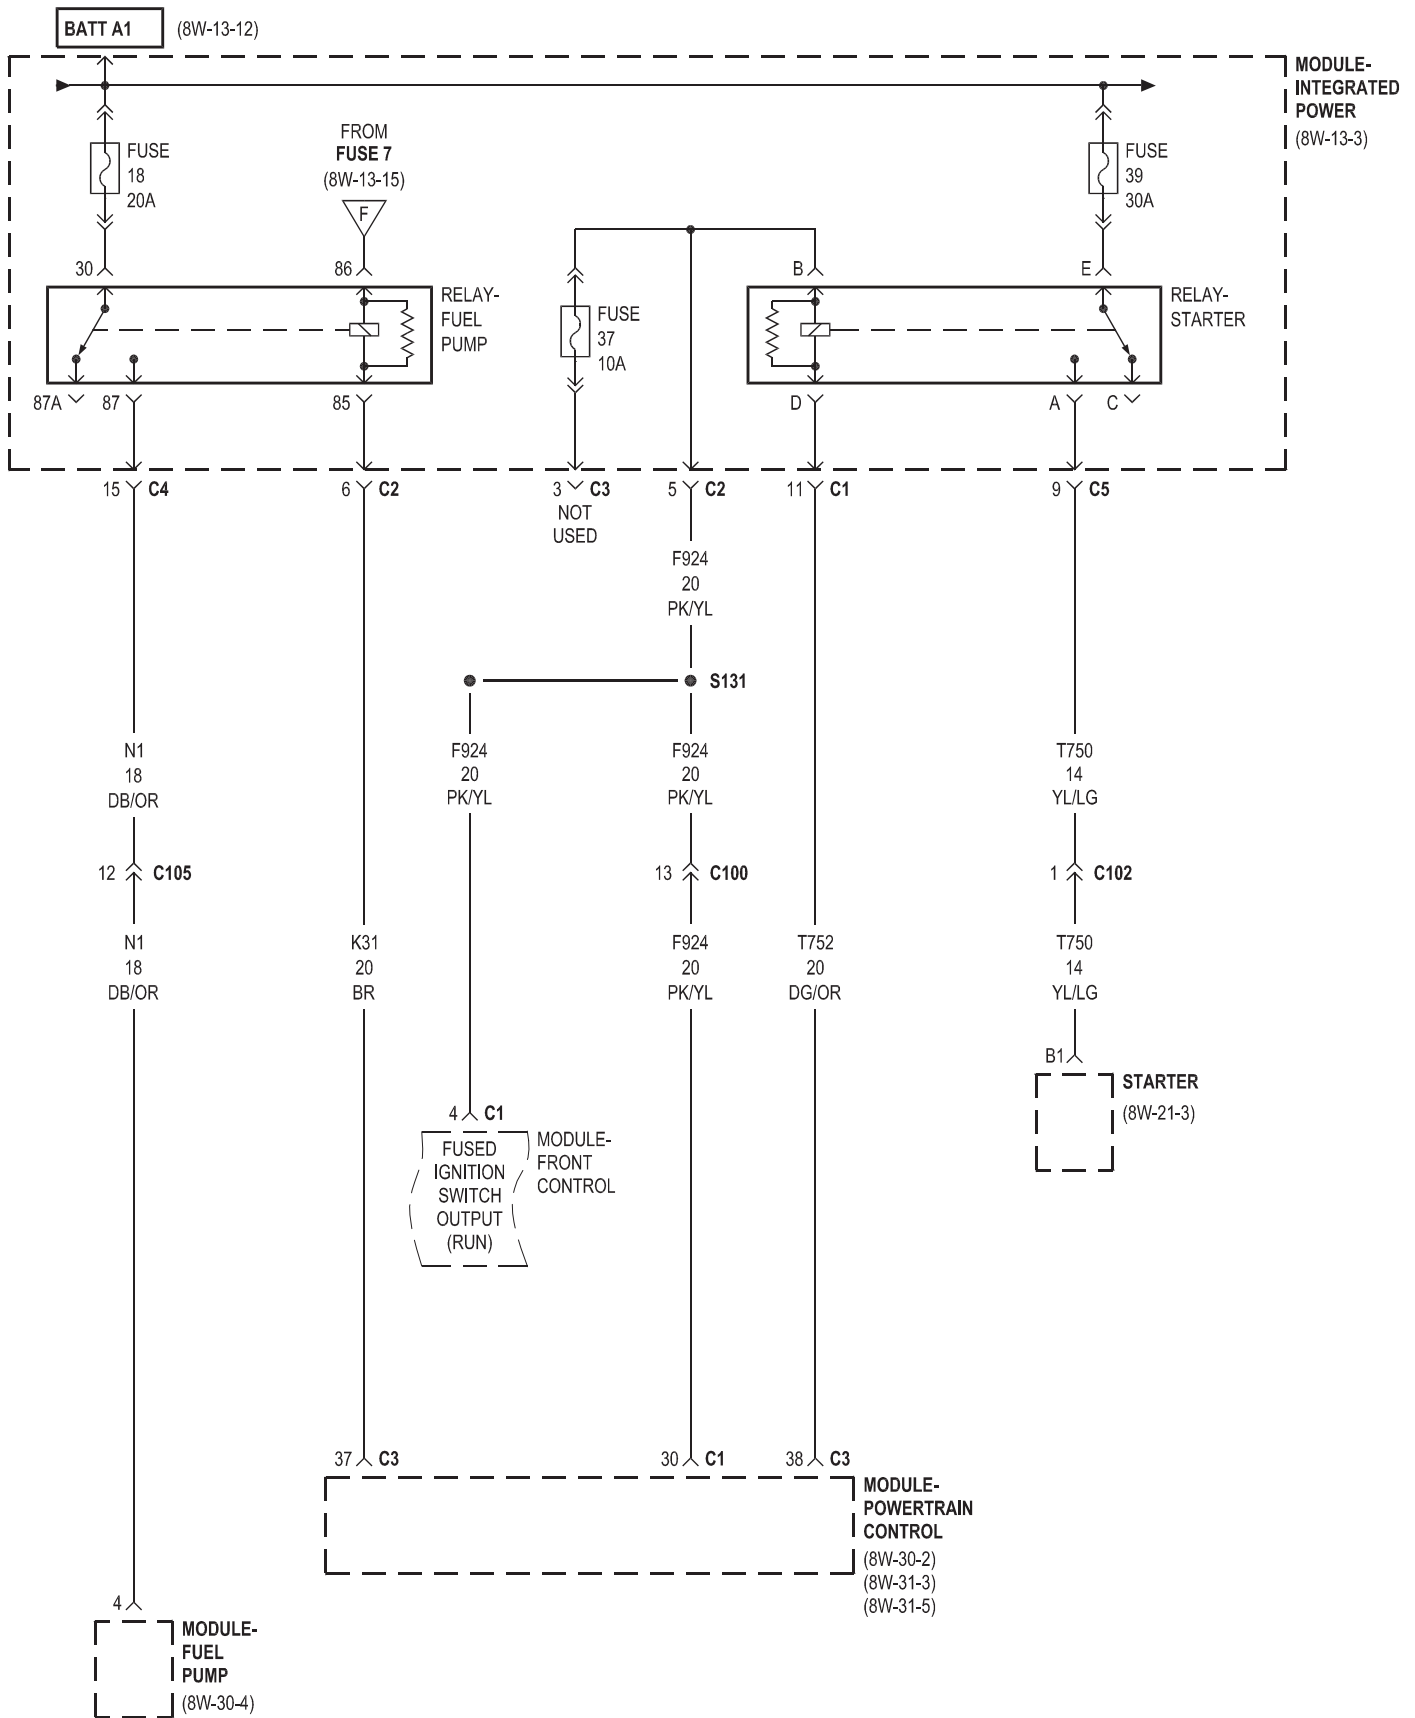 BATT A1 (8W-13-12)
MODULE-
INTEGRATED
POWER
(8W-13-3)
FUSE
18
20A
FROM
FUSE 7
(8W-13-15)
F
FUSE
39
30A
30
86
B
E
RELAY-
FUEL
PUMP
FUSE
37
10A
RELAY-
STARTER
87A 87 85 D A C
15 C4 6 C2 3 C3 5 C2 11 C1 9 C5
NOT
USED
F924
20
PK/YL
S131
N1
18
DB/OR
F924
20
PK/YL
F924
20
PK/YL
T750
14
YL/LG
12 C105 13 C100 1 C102
N1
18
DB/OR
K31
20
BR
F924
20
PK/YL
T752
20
DG/OR
T750
14
YL/LG
B1
STARTER
(8W-21-3)
4 C1
FUSED
IGNITION
SWITCH
OUTPUT
(RUN)
MODULE-
FRONT
CONTROL
37 C3 30 C1 38 C3
MODULE-
POWERTRAIN
CONTROL
(8W-30-2)
(8W-31-3)
(8W-31-5)
4
MODULE-
FUEL
PUMP
(8W-30-4)